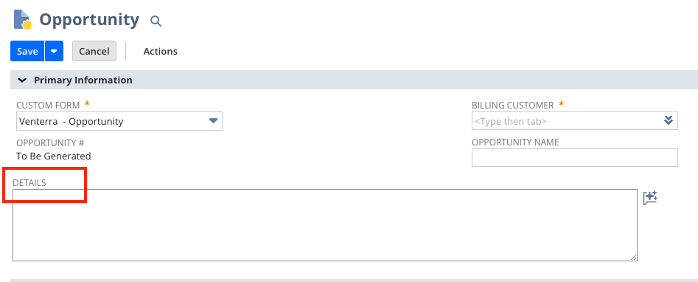 Opportunity
Save Cancel Actions
Primary Information
CUSTOM FORM *
Venterra - Opportunity
BILLING CUSTOMER *
<Type then tab>
OPPORTUNITY #
To Be Generated
OPPORTUNITY NAME
DETAILS